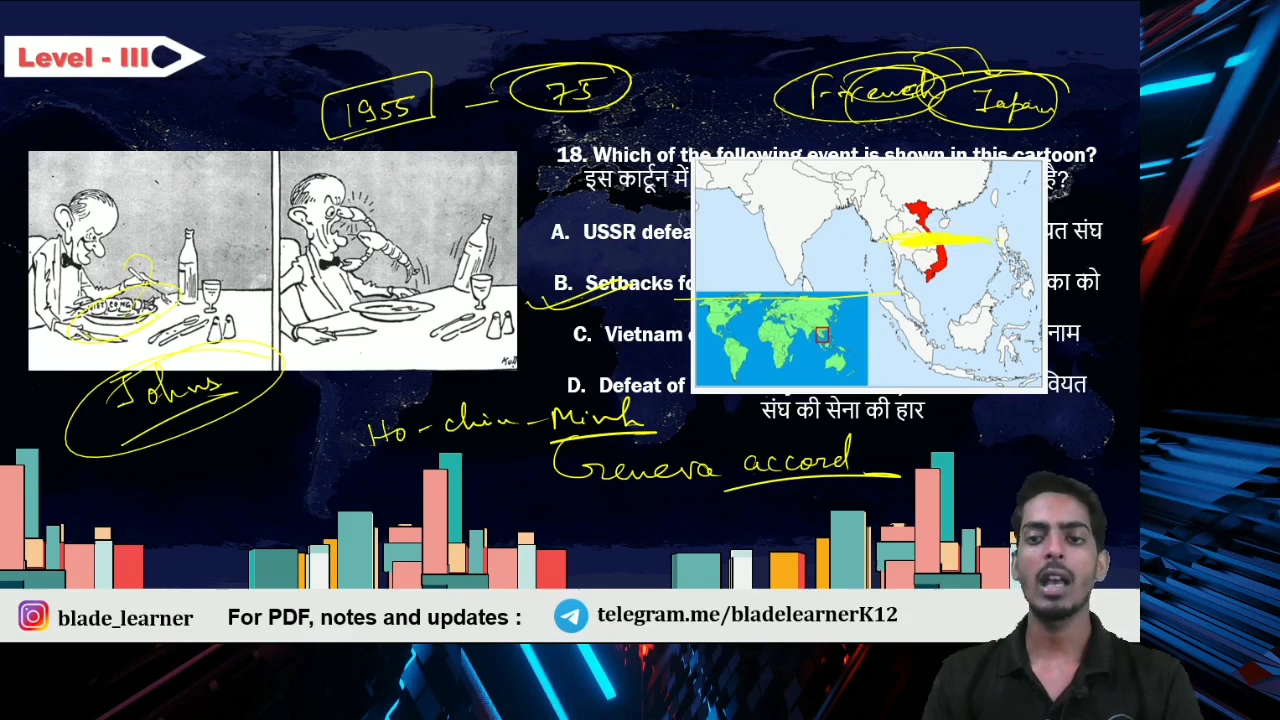 Level - III
1955 - 75
French
Japan
18. Which of the following event is shown in this cartoon?
इस कार्टून में है?
A. USSR defea यत संघ
B. Setbacks fo का को
C. Vietnam नाम
D. Defeat of वियत
संघ की सेना की हार
Johns
Ho-chin-Minh
Geneva accord
blade_learner
For PDF, notes and updates :
telegram.me/bladelearnerK12